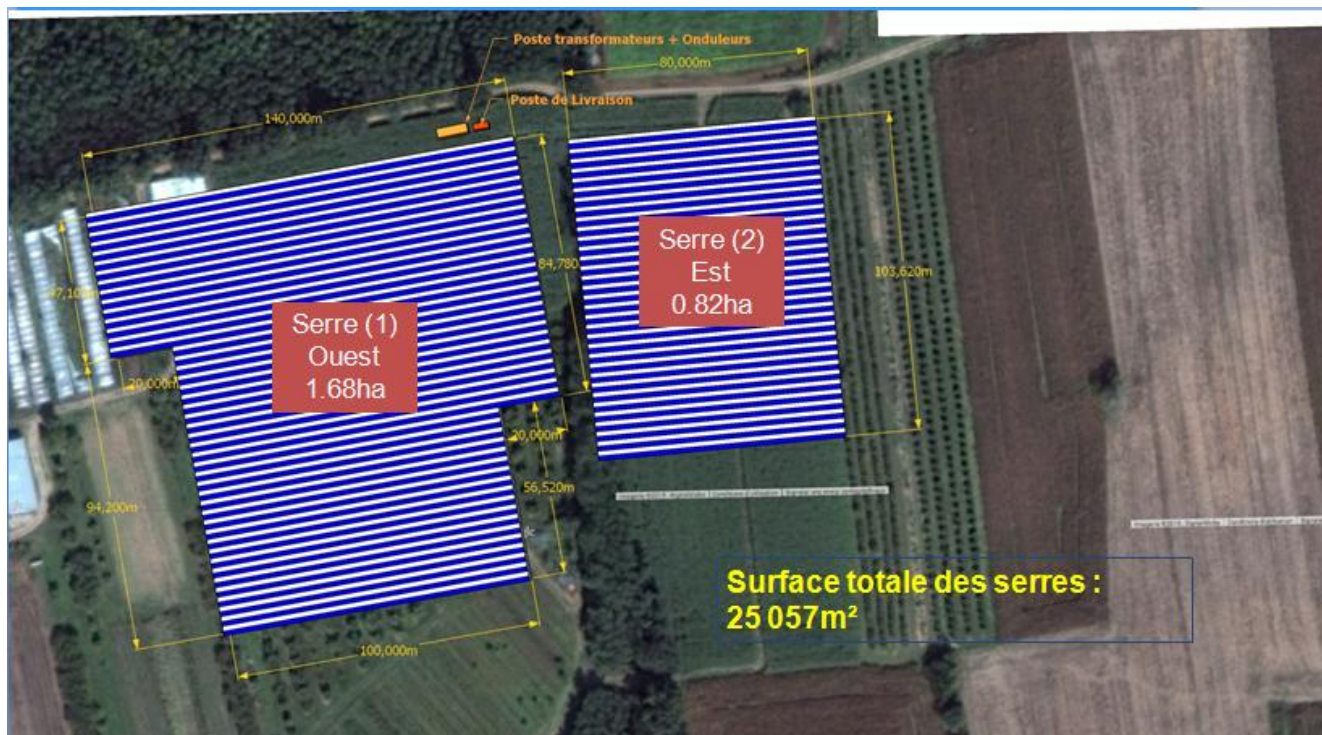 Poste transformateurs + Onduleurs
80,000m
Poste de Livraison
140,000m
Serre (1)
Ouest
1.68ha
84,780
Serre (2)
Est
0.82ha
103,620m
20,000m
20,000m
56,520m
94,200m
100,000m
Surface totale des serres :
25 057m²